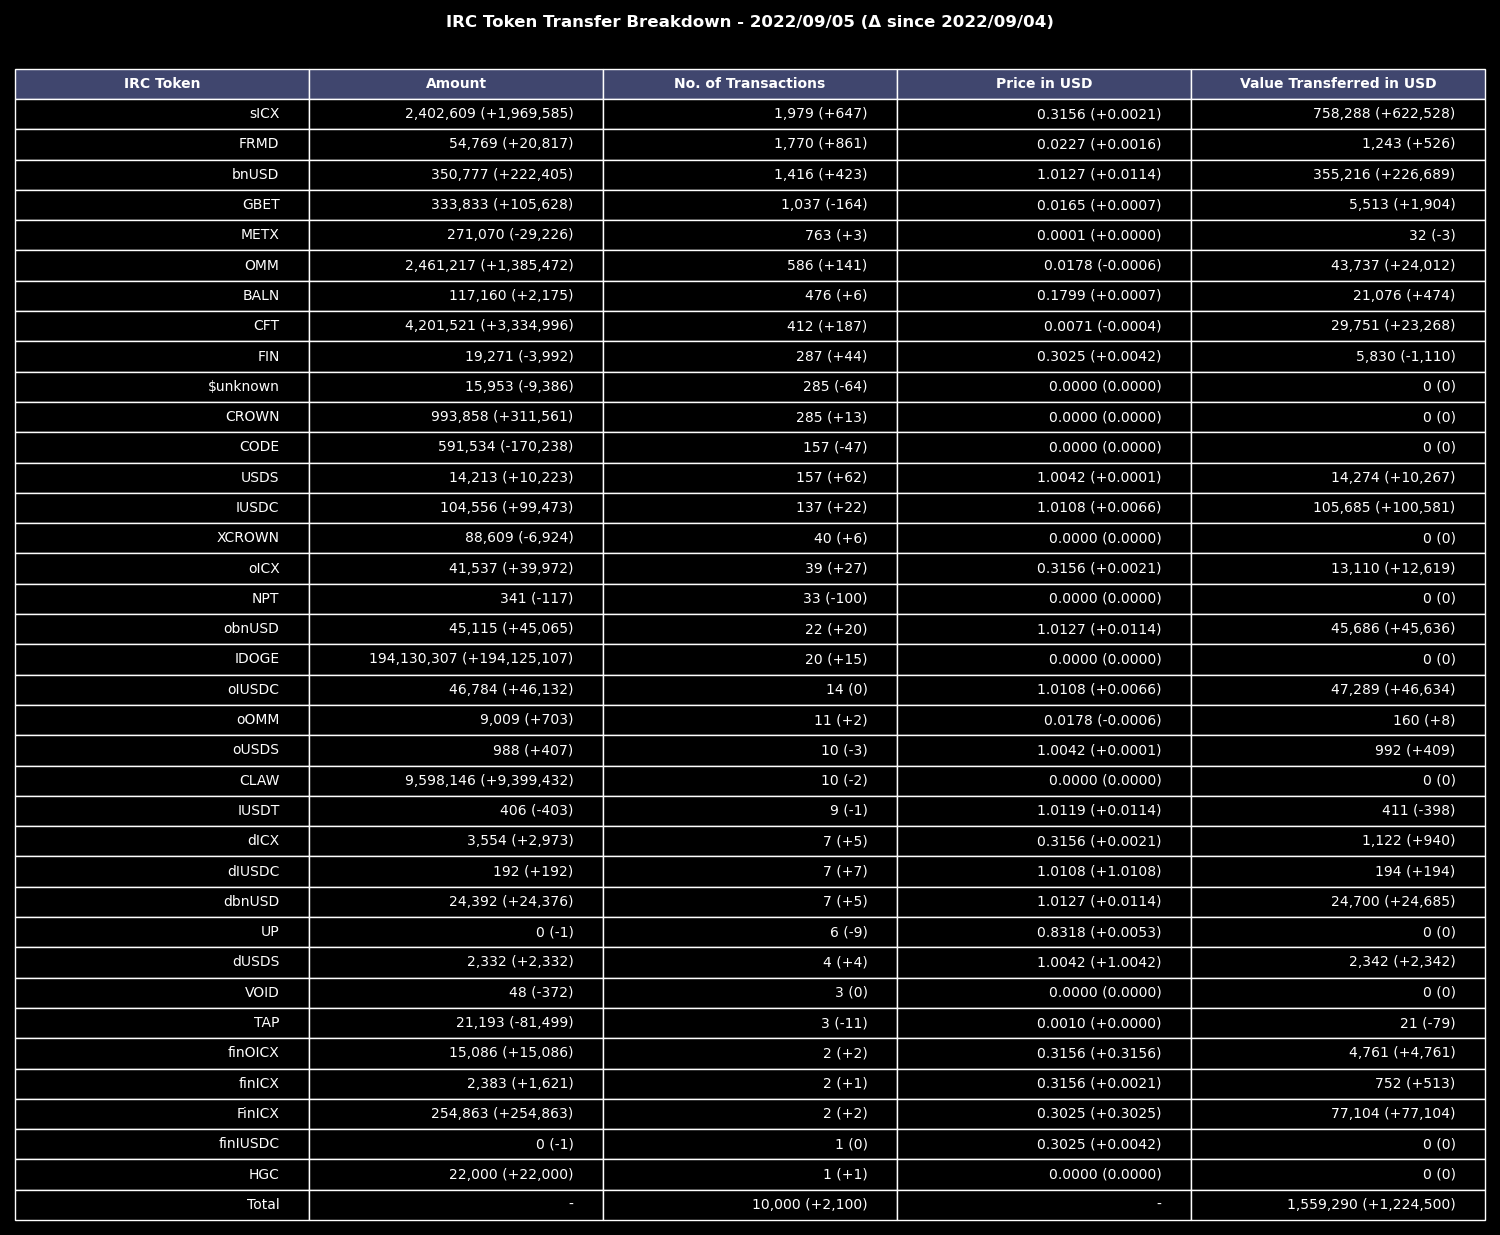 IRC Token Transfer Breakdown - 2022/09/05 (Δ since 2022/09/04)
IRC Token Amount No. of Transactions Price in USD Value Transferred in USD
sICX 2,402,609 (+1,969,585) 1,979 (+647) 0.3156 (+0.0021) 758,288 (+622,528)
FRMD 54,769 (+20,817) 1,770 (+861) 0.0227 (+0.0016) 1,243 (+526)
bnUSD 350,777 (+222,405) 1,416 (+423) 1.0127 (+0.0114) 355,216 (+226,689)
GBET 333,833 (+105,628) 1,037 (-164) 0.0165 (+0.0007) 5,513 (+1,904)
METX 271,070 (-29,226) 763 (+3) 0.0001 (+0.0000) 32 (-3)
OMM 2,461,217 (+1,385,472) 586 (+141) 0.0178 (-0.0006) 43,737 (+24,012)
BALN 117,160 (+2,175) 476 (+6) 0.1799 (+0.0007) 21,076 (+474)
CFT 4,201,521 (+3,334,996) 412 (+187) 0.0071 (-0.0004) 29,751 (+23,268)
FIN 19,271 (-3,992) 287 (+44) 0.3025 (+0.0042) 5,830 (-1,110)
$unknown 15,953 (-9,386) 285 (-64) 0.0000 (0.0000) 0 (0)
CROWN 993,858 (+311,561) 285 (+13) 0.0000 (0.0000) 0 (0)
CODE 591,534 (-170,238) 157 (-47) 0.0000 (0.0000) 0 (0)
USDS 14,213 (+10,223) 157 (+62) 1.0042 (+0.0001) 14,274 (+10,267)
IUSDC 104,556 (+99,473) 137 (+22) 1.0108 (+0.0066) 105,685 (+100,581)
XCROWN 88,609 (-6,924) 40 (+6) 0.0000 (0.0000) 0 (0)
oICX 41,537 (+39,972) 39 (+27) 0.3156 (+0.0021) 13,110 (+12,619)
NPT 341 (-117) 33 (-100) 0.0000 (0.0000) 0 (0)
obnUSD 45,115 (+45,065) 22 (+20) 1.0127 (+0.0114) 45,686 (+45,636)
IDOGE 194,130,307 (+194,125,107) 20 (+15) 0.0000 (0.0000) 0 (0)
oIUSDC 46,784 (+46,132) 14 (0) 1.0108 (+0.0066) 47,289 (+46,634)
oOMM 9,009 (+703) 11 (+2) 0.0178 (-0.0006) 160 (+8)
oUSDS 988 (+407) 10 (-3) 1.0042 (+0.0001) 992 (+409)
CLAW 9,598,146 (+9,399,432) 10 (-2) 0.0000 (0.0000) 0 (0)
IUSDT 406 (-403) 9 (-1) 1.0119 (+0.0114) 411 (-398)
dICX 3,554 (+2,973) 7 (+5) 0.3156 (+0.0021) 1,122 (+940)
dIUSDC 192 (+192) 7 (+7) 1.0108 (+1.0108) 194 (+194)
dbnUSD 24,392 (+24,376) 7 (+5) 1.0127 (+0.0114) 24,700 (+24,685)
UP 0 (-1) 6 (-9) 0.8318 (+0.0053) 0 (0)
dUSDS 2,332 (+2,332) 4 (+4) 1.0042 (+1.0042) 2,342 (+2,342)
VOID 48 (-372) 3 (0) 0.0000 (0.0000) 0 (0)
TAP 21,193 (-81,499) 3 (-11) 0.0010 (+0.0000) 21 (-79)
finOICX 15,086 (+15,086) 2 (+2) 0.3156 (+0.3156) 4,761 (+4,761)
finICX 2,383 (+1,621) 2 (+1) 0.3156 (+0.0021) 752 (+513)
FinICX 254,863 (+254,863) 2 (+2) 0.3025 (+0.3025) 77,104 (+77,104)
finIUSDC 0 (-1) 1 (0) 0.3025 (+0.0042) 0 (0)
HGC 22,000 (+22,000) 1 (+1) 0.0000 (0.0000) 0 (0)
Total - 10,000 (+2,100) - 1,559,290 (+1,224,500)